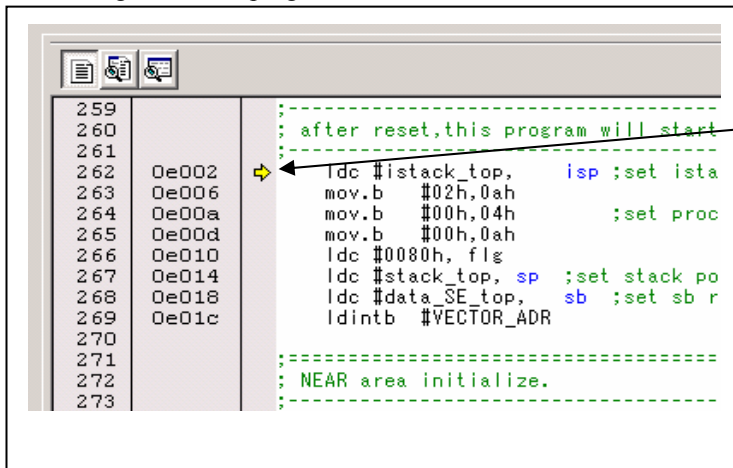 259 ;-----------------------------------------
260 ; after reset,this program will start
261 ;-----------------------------------------
262 0e002 ldc #istack_top, isp ;set ista
263 0e006 mov.b #02h,0ah
264 0e00a mov.b #00h,04h ;set proc
265 0e00d mov.b #00h,0ah
266 0e010 ldc #0080h, flg
267 0e014 ldc #stack_top, sp ;set stack po
268 0e018 ldc #data_SE_top, sb ;set sb r
269 0e01c ldintb #VECTOR_ADR
270
271 ;=========================================
272 ; NEAR area initialize.
273 ;-----------------------------------------